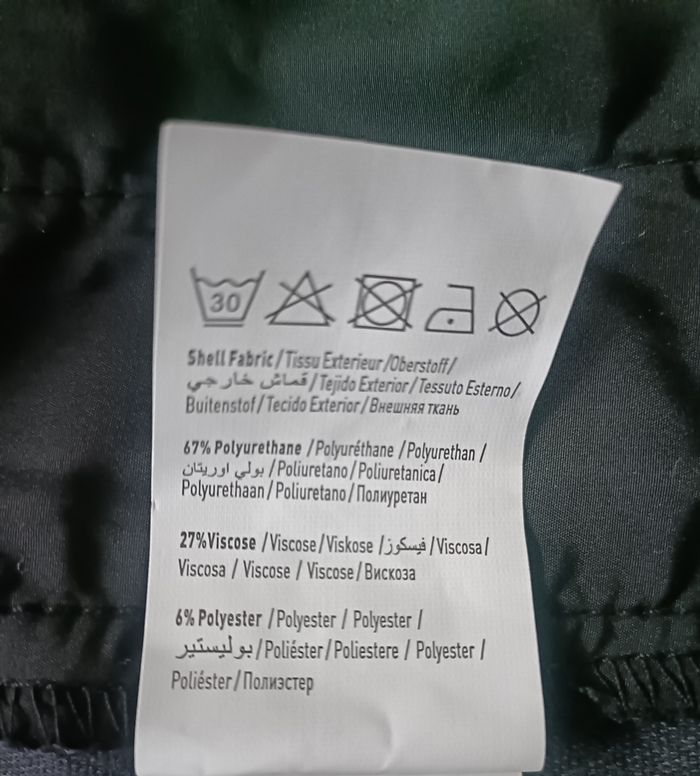 30
Shell Fabric/Tissu Exterieur/Oberstoff/
قماش خارجي/Tejido Exterior/Tessuto Esterno/
Buitenstof/Tecido Exterior/Внешняя ткань
67% Polyurethane /Polyuréthane /Polyurethan /
بولي اوريتان /Poliuretano/Poliuretanica/
Polyurethaan/Poliuretano/Полиуретан
27%Viscose /Viscose/Viskose /فيسكوز/Viscosa/
Viscosa / Viscose / Viscose/Вискоза
6% Polyester /Polyester / Polyester /
بوليستير/Poliéster/Poliestere / Polyester /
Poliéster/Полиэстер